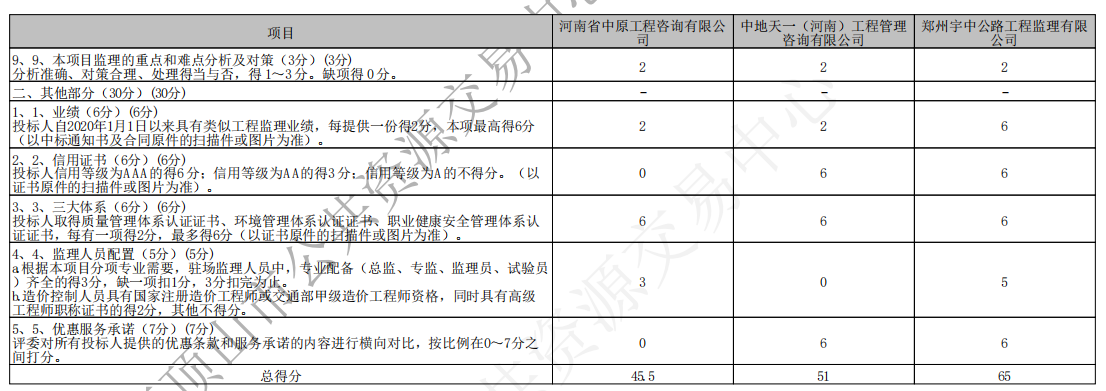 项目
河南省中原工程咨询有限公
司
中地天一（河南）工程管理
咨询有限公司
郑州宇中公路工程监理有限
公司
9、9、本项目监理的重点和难点分析及对策（3分）(3分)
分析准确、对策合理、处理得当与否，得 1～3 分。缺项得 0 分。
2
2
2
二、其他部分（30分）(30分)
–
–
–
1、1、业绩（6分）(6分)
投标人自2020年1月1日以来具有类似工程监理业绩，每提供一份得2分，本项最高得6分
（以中标通知书及合同原件的扫描件或图片为准）。
2
2
6
2、2、信用证书（6分）(6分)
投标人信用等级为AAA的得6分；信用等级为AA的得3分；信用等级为A的不得分。（以
证书原件的扫描件或图片为准）。
0
6
6
3、3、三大体系（6分）(6分)
投标人取得质量管理体系认证证书、环境管理体系认证证书、职业健康安全管理体系认
证证书，每有一项得2分，最多得6分（以证书原件的扫描件或图片为准）。
6
6
6
4、4、监理人员配置（5分）(5分)
a.根据本项目分项专业需要，驻场监理人员中，专业配备（总监、专监、监理员、试验员
）齐全的得3分，缺一项扣1分，3分扣完为止。
b.造价控制人员具有国家注册造价工程师或交通部甲级造价工程师资格，同时具有高级
工程师职称证书的得2分，其他不得分。
3
0
5
5、5、优惠服务承诺（7分）(7分)
评委对所有投标人提供的优惠条款和服务承诺的内容进行横向对比，按比例在0～7分之
间打分。
0
6
6
总得分
45.5
51
65
顶山市公共资源交易中心
共资源交易中心